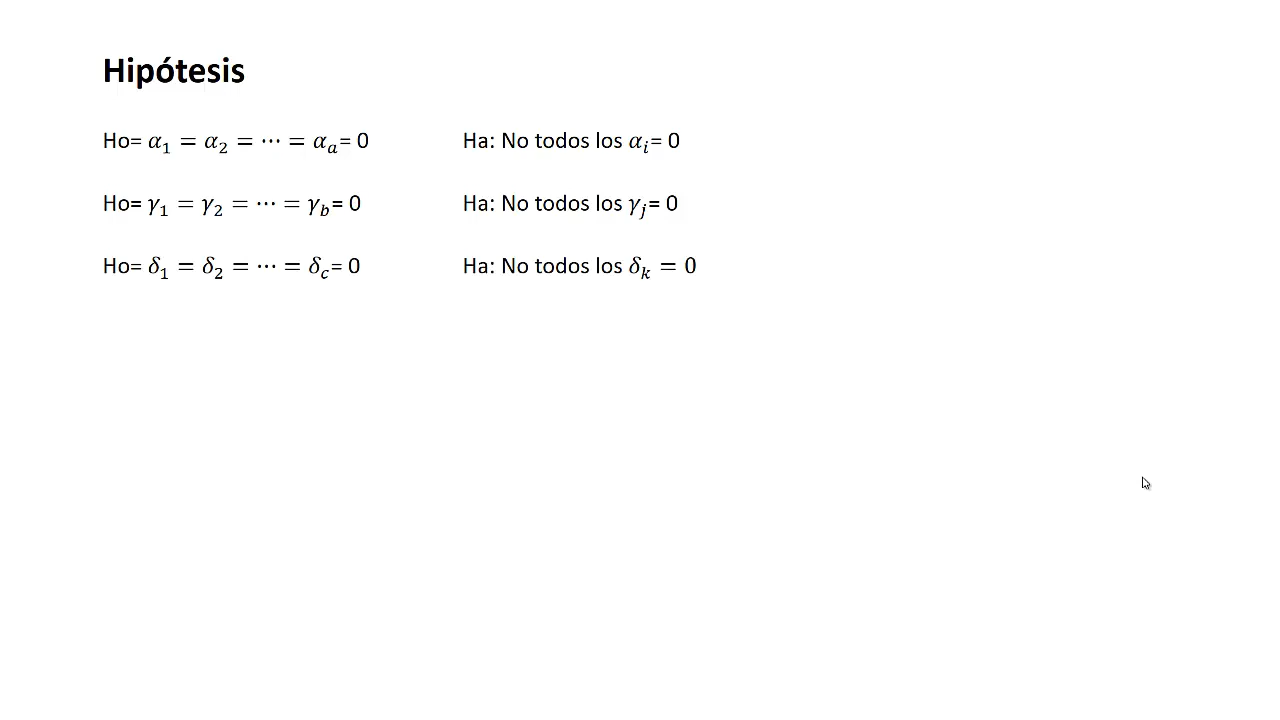 Hipótesis
Ho= α₁ = α₂ = ⋯ = αₐ= 0 Ha: No todos los αᵢ= 0
Ho= γ₁ = γ₂ = ⋯ = γ_b= 0 Ha: No todos los γⱼ= 0
Ho= δ₁ = δ₂ = ⋯ = δ_c= 0 Ha: No todos los δₖ = 0